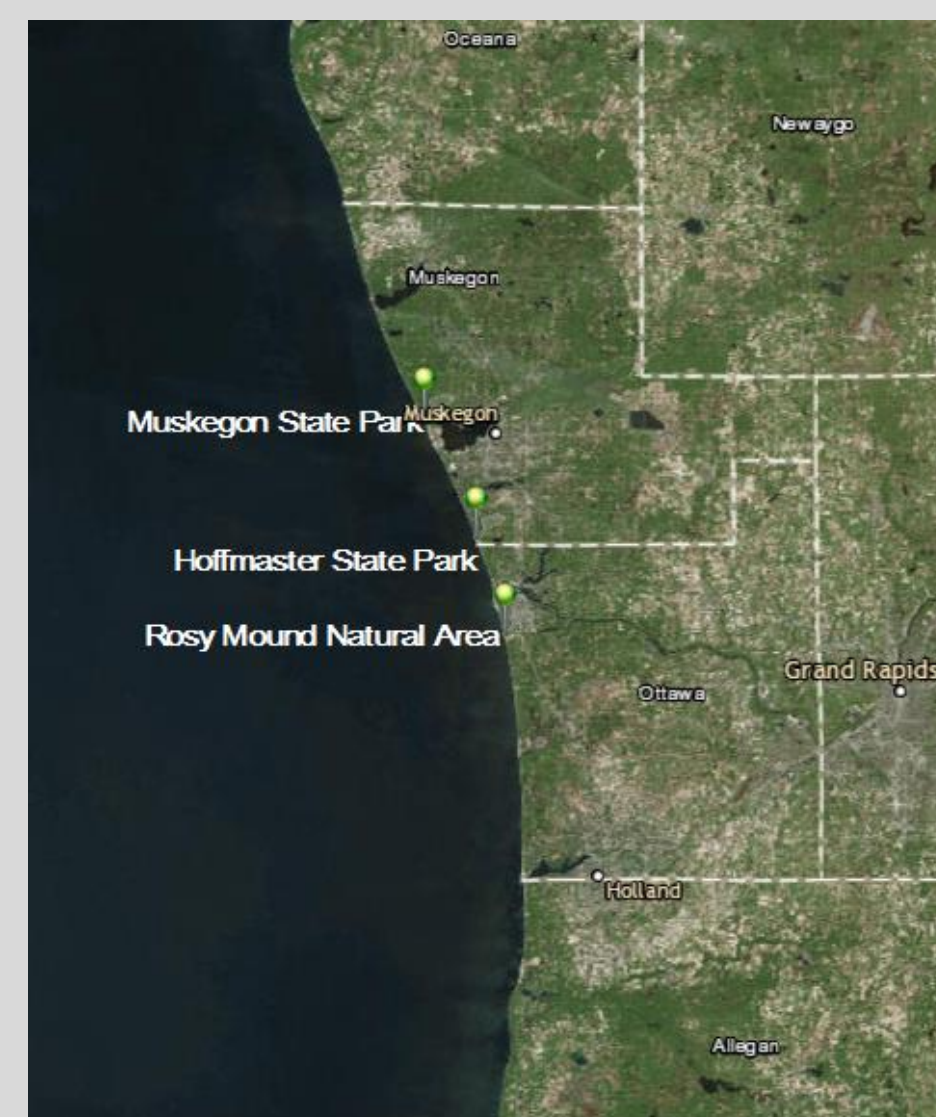 Oceana
Newaygo
Muskegon
Muskegon State Park
Muskegon
Hoffmaster State Park
Rosy Mound Natural Area
Grand Rapids
Ottawa
Holland
Allegan